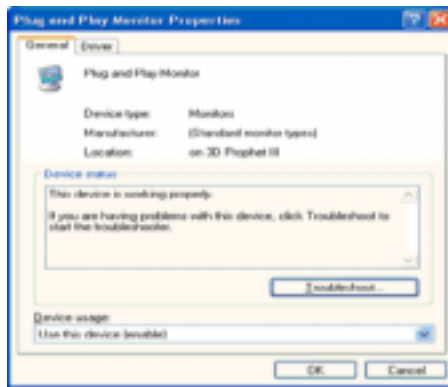 Plug and Play Monitor Properties
General Driver
Plug and Play Monitor
Device type: Monitors
Manufacturer: (Standard monitor types)
Location: on 3D Prophet III
Device status
This device is working properly.
If you are having problems with this device, click Troubleshoot to
start the troubleshooter.
Troubleshoot...
Device usage:
Use this device (enable)
OK Cancel